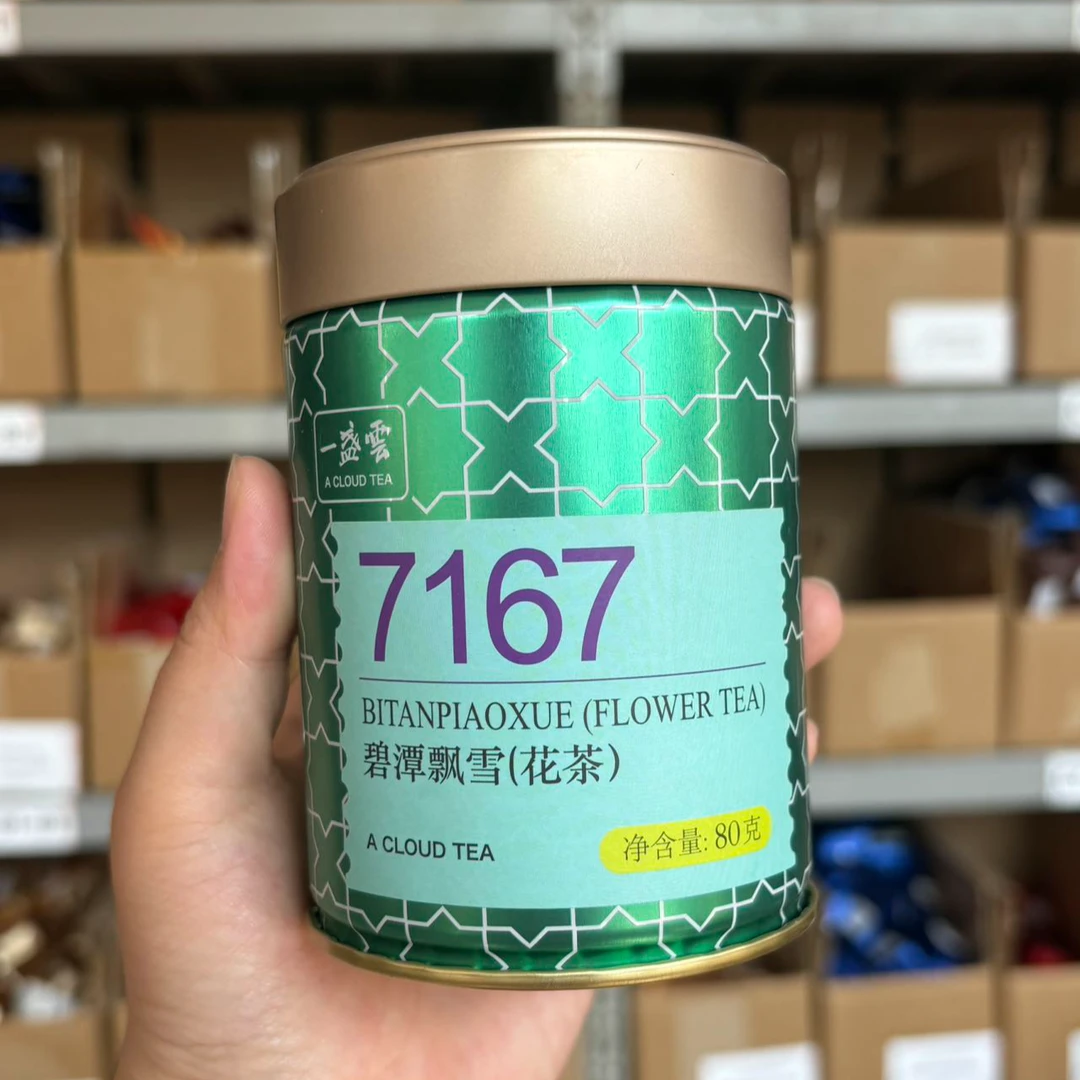 一盏雲
A CLOUD TEA
7167
BITANPIAOXUE (FLOWER TEA)
碧潭飘雪(花茶)
A CLOUD TEA
净含量: 80克